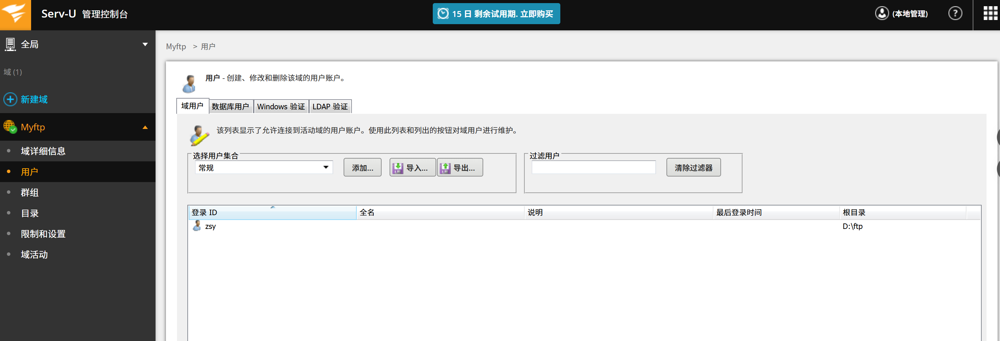 Serv-U 管理控制台
15 日 剩余试用期. 立即购买
(本地管理)
?
全局
域 (1)
新建域
Myftp
域详细信息
用户
群组
目录
限制和设置
域活动
Myftp > 用户
用户 - 创建、修改和删除该域的用户账户。
域用户 数据库用户 Windows 验证 LDAP 验证
该列表显示了允许连接到活动域的用户账户。使用此列表和列出的按钮对域用户进行维护。
选择用户集合
常规
添加... 导入... 导出...
过滤用户
清除过滤器
登录 ID 全名 说明 最后登录时间 根目录
zsy D:\ftp